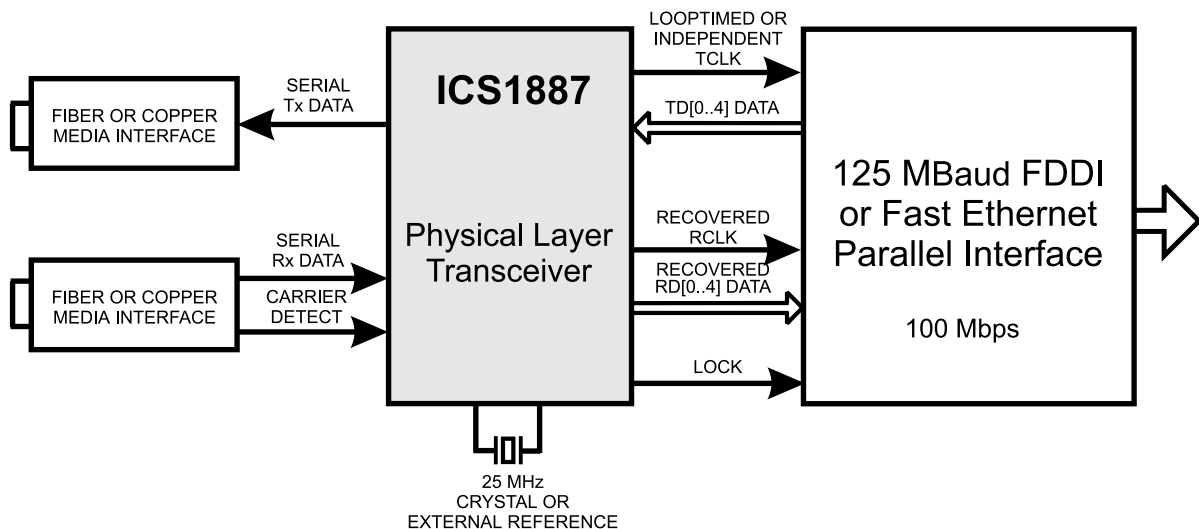 FIBER OR COPPER
MEDIA INTERFACE
SERIAL
Tx DATA
FIBER OR COPPER
MEDIA INTERFACE
SERIAL
Rx DATA
CARRIER
DETECT
ICS1887
Physical Layer
Transceiver
25 MHz
CRYSTAL OR
EXTERNAL REFERENCE
LOOPTIMED OR
INDEPENDENT
TCLK
TD[0..4] DATA
RECOVERED
RCLK
RECOVERED
RD[0..4] DATA
LOCK
125 MBaud FDDI
or Fast Ethernet
Parallel Interface
100 Mbps